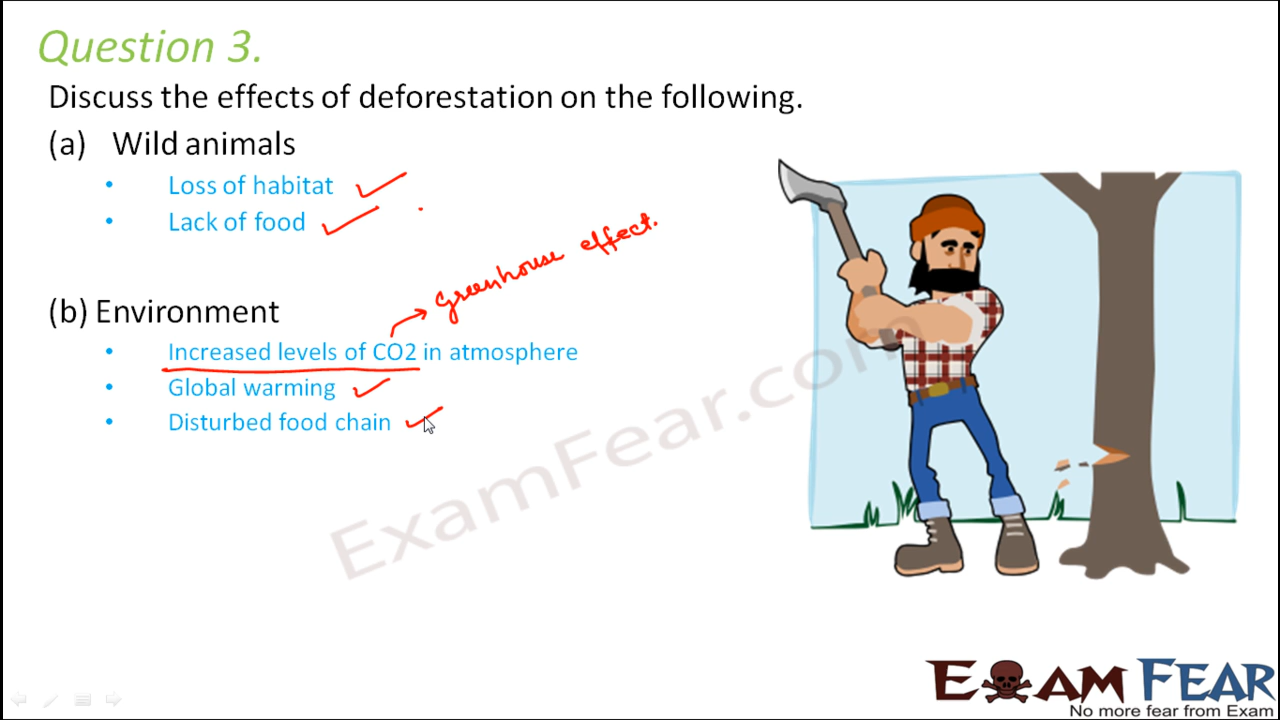 Question 3.
Discuss the effects of deforestation on the following.
(a) Wild animals
• Loss of habitat
• Lack of food
Greenhouse effect.
(b) Environment
• Increased levels of CO2 in atmosphere
• Global warming
• Disturbed food chain
ExamFear.com
EXAM FEAR
No more fear from Exam